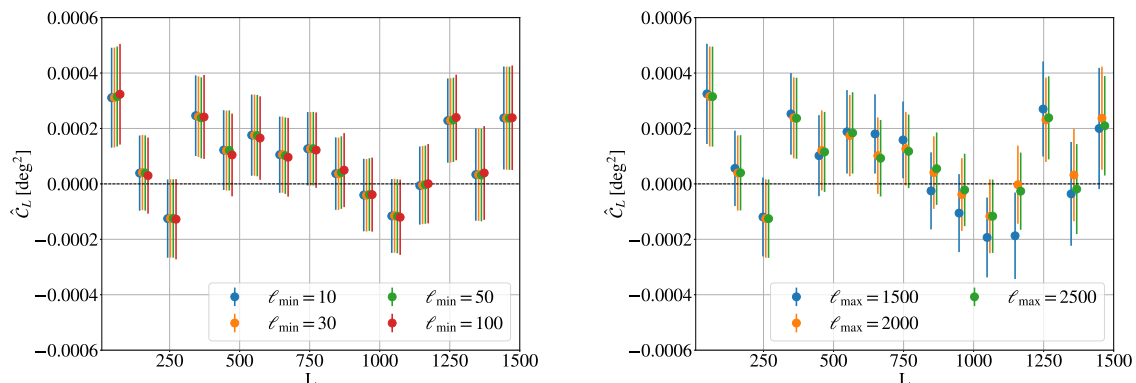 0.0006
0.0004
0.0002
0.0000
−0.0002
−0.0004
−0.0006
Ĉ_L [deg²]
250 500 750 1000 1250 1500
L
ℓ_min = 10
ℓ_min = 30
ℓ_min = 50
ℓ_min = 100
0.0006
0.0004
0.0002
0.0000
−0.0002
−0.0004
−0.0006
Ĉ_L [deg²]
250 500 750 1000 1250 1500
L
ℓ_max = 1500
ℓ_max = 2000
ℓ_max = 2500